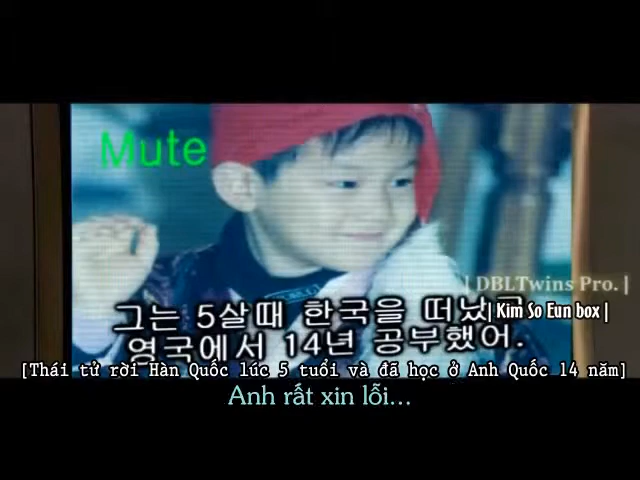 Mute
| DBLTwins Pro. |
| Kim So Eun box |
그는 5살때 한국을 떠났고
영국에서 14년 공부했어.
[Thái tử rời Hàn Quốc lúc 5 tuổi và đã học ở Anh Quốc 14 năm]
Anh rất xin lỗi...